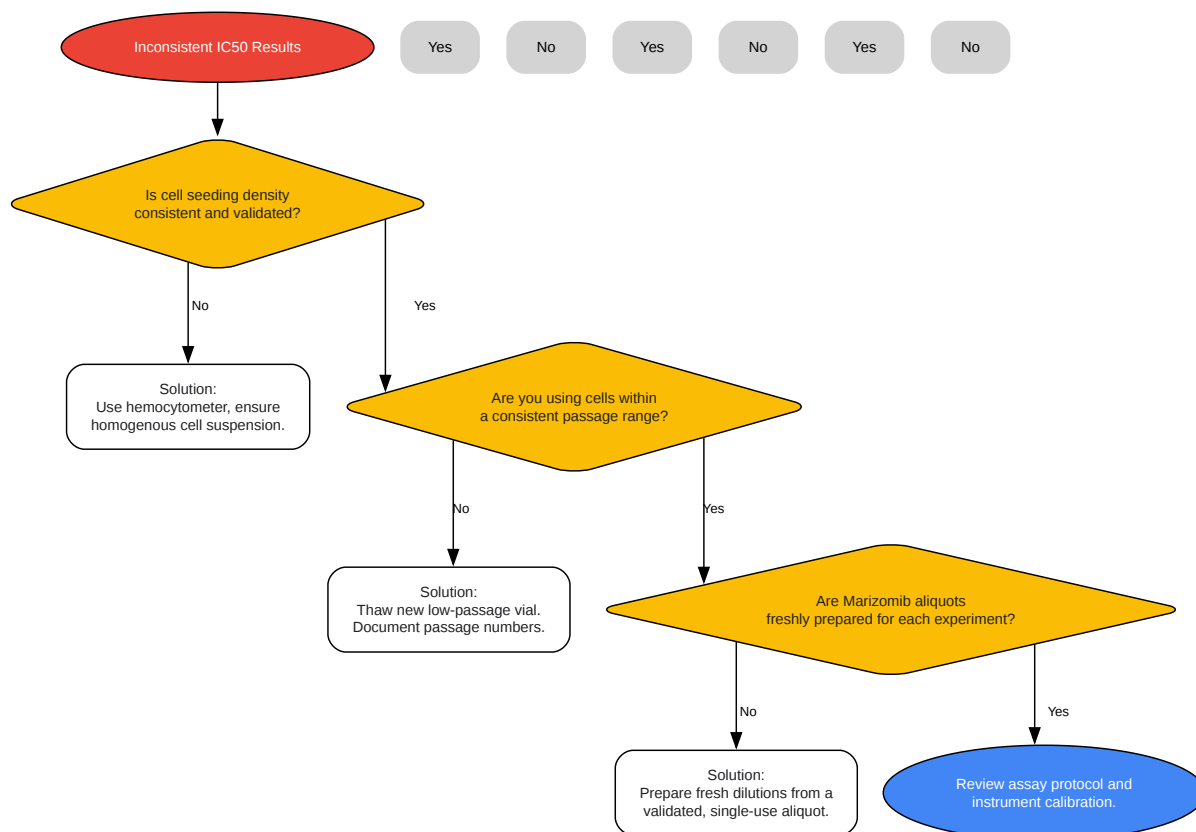 Inconsistent IC50 Results
Yes
No
Yes
No
Yes
No
Is cell seeding density
consistent and validated?
No
Yes
Solution:
Use hemocytometer, ensure
homogenous cell suspension.
Are you using cells within
a consistent passage range?
No
Yes
Solution:
Thaw new low-passage vial.
Document passage numbers.
Are Marizomib aliquots
freshly prepared for each experiment?
No
Yes
Solution:
Prepare fresh dilutions from a
validated, single-use aliquot.
Review assay protocol and
instrument calibration.